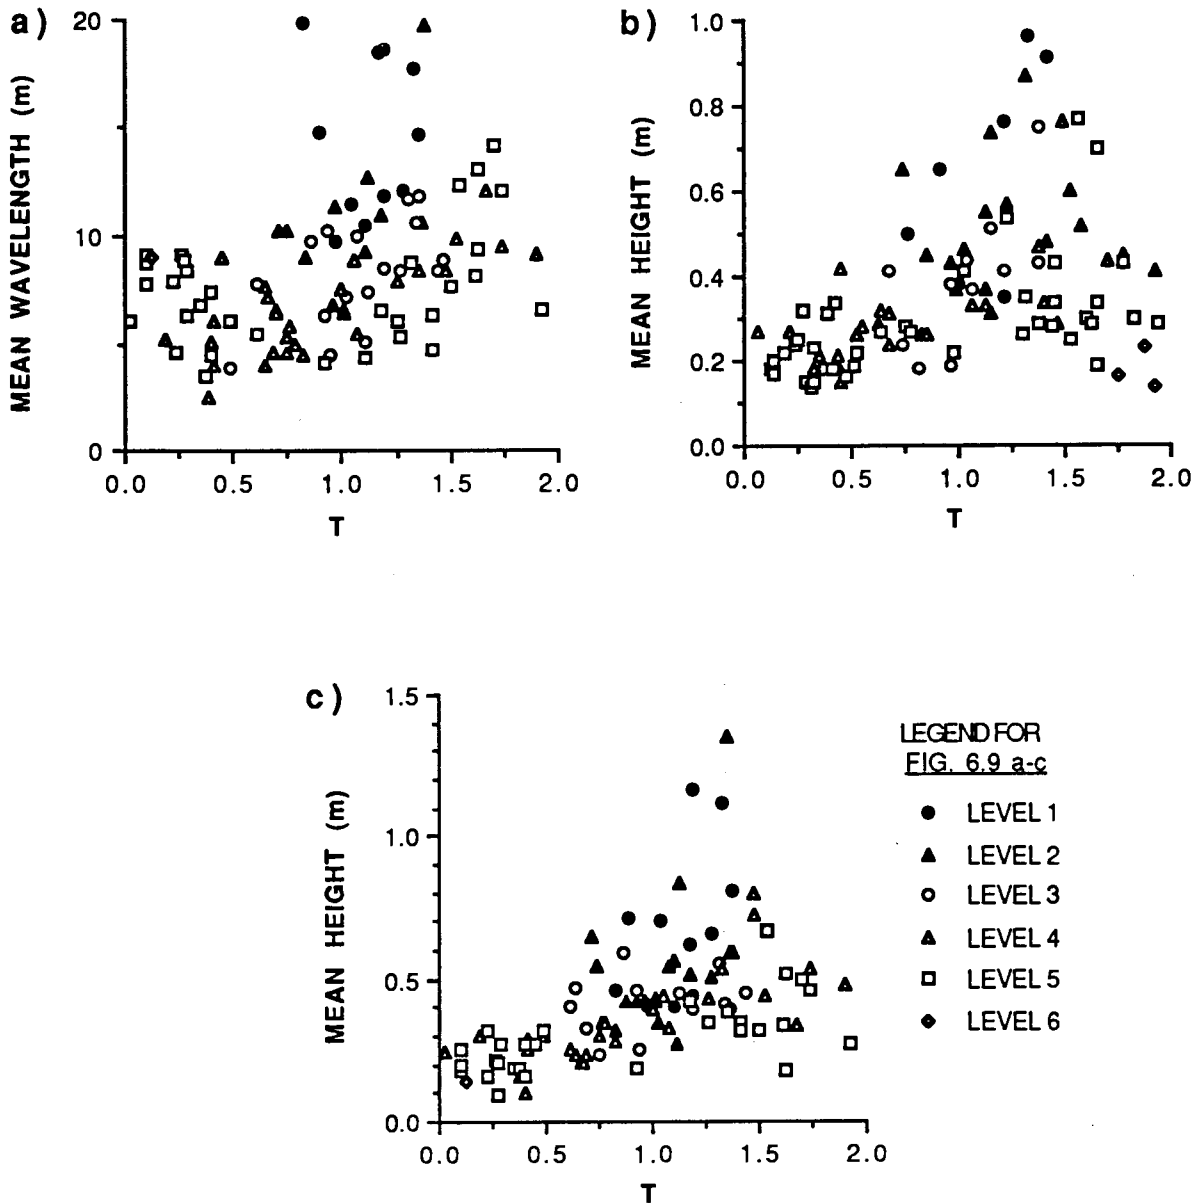 a)
MEAN WAVELENGTH (m)
20
10
0
0.0 0.5 1.0 1.5 2.0
T
b)
MEAN HEIGHT (m)
1.0
0.8
0.6
0.4
0.2
0.0
0.0 0.5 1.0 1.5 2.0
T
c)
MEAN HEIGHT (m)
1.5
1.0
0.5
0.0
0.0 0.5 1.0 1.5 2.0
T
LEGEND FOR
FIG. 6.9 a-c
LEVEL 1
LEVEL 2
LEVEL 3
LEVEL 4
LEVEL 5
LEVEL 6